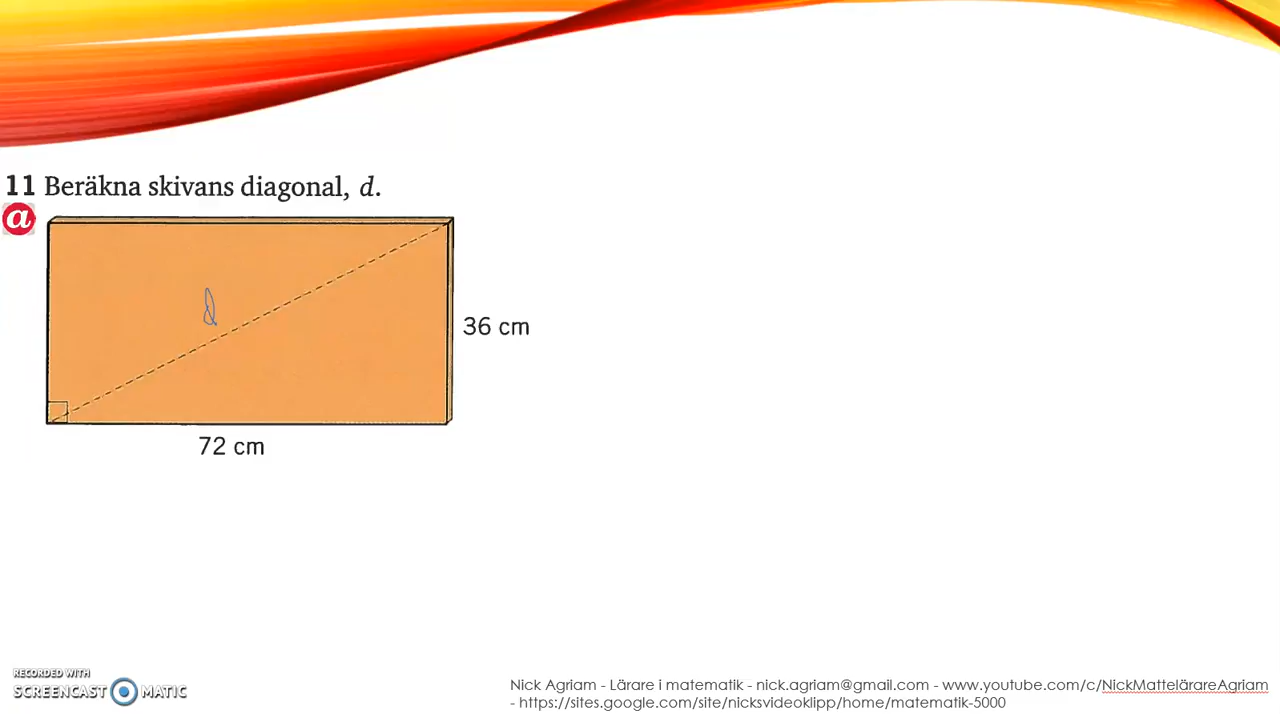 11 Beräkna skivans diagonal, d.
a
d
36 cm
72 cm
RECORDED WITH
SCREENCAST MATIC
Nick Agriam - Lärare i matematik - nick.agriam@gmail.com - www.youtube.com/c/NickMattelärareAgriam
- https://sites.google.com/site/nicksvideoklipp/home/matematik-5000